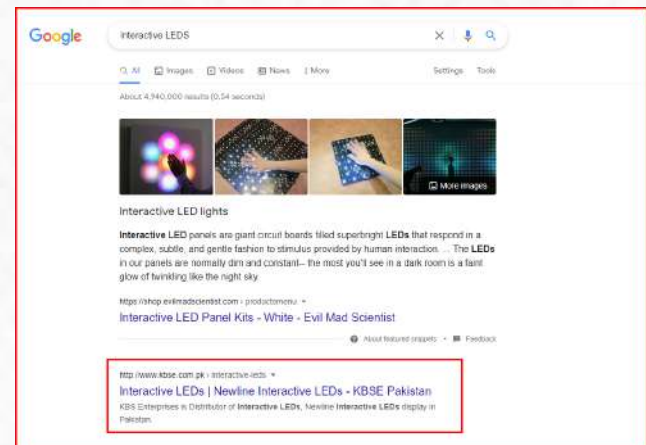 Google
interactive LEDS
All Images Videos News More Settings Tools
About 4,940,000 results (0.54 seconds)
More images
Interactive LED lights
Interactive LED panels are giant circuit boards filled superbright LEDs that respond in a
complex, subtle, and gentle fashion to stimulus provided by human interaction. ... The LEDs
in our panels are normally dim and constant-- the most you'll see in a dark room is a faint
glow of twinkling like the night sky.
https://shop.evilmadscientist.com › productsmenu
Interactive LED Panel Kits - White - Evil Mad Scientist
About featured snippets • Feedback
http://www.kbse.com.pk › interactive-leds
Interactive LEDs | Newline Interactive LEDs - KBSE Pakistan
KBS Enterprises is Distributor of Interactive LEDs, Newline Interactive LEDs display in
Pakistan.